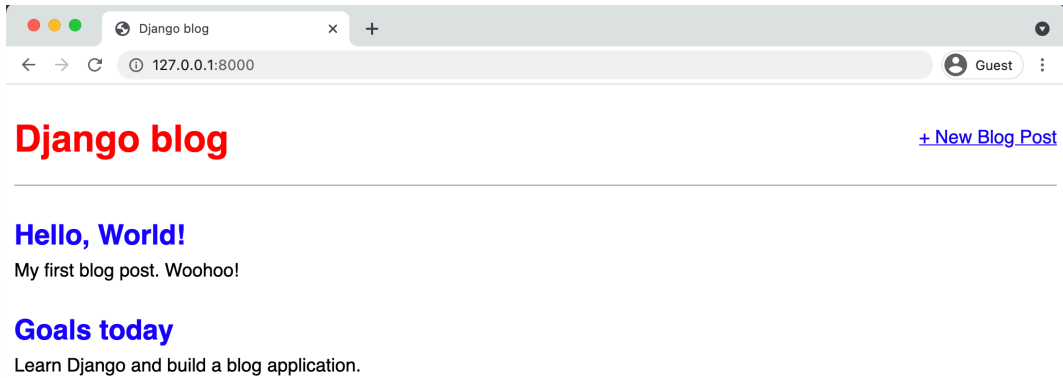 Django blog
127.0.0.1:8000
Guest
Django blog
+ New Blog Post
Hello, World!
My first blog post. Woohoo!
Goals today
Learn Django and build a blog application.